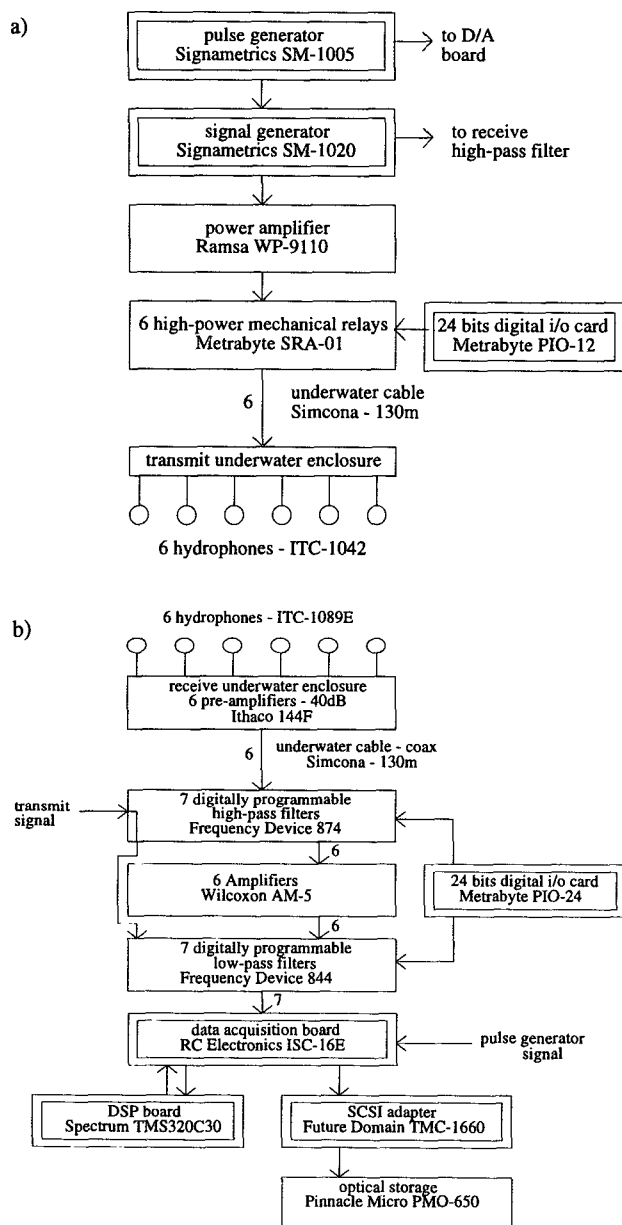 a)
pulse generator
Signametrics SM-1005
to D/A
board
signal generator
Signametrics SM-1020
to receive
high-pass filter
power amplifier
Ramsa WP-9110
6 high-power mechanical relays
Metrabyte SRA-01
24 bits digital i/o card
Metrabyte PIO-12
6
underwater cable
Simcona - 130m
transmit underwater enclosure
6 hydrophones - ITC-1042
b)
6 hydrophones - ITC-1089E
receive underwater enclosure
6 pre-amplifiers - 40dB
Ithaco 144F
6
underwater cable - coax
Simcona - 130m
transmit
signal
7 digitally programmable
high-pass filters
Frequency Device 874
6
6 Amplifiers
Wilcoxon AM-5
24 bits digital i/o card
Metrabyte PIO-24
6
7 digitally programmable
low-pass filters
Frequency Device 844
7
data acquisition board
RC Electronics ISC-16E
pulse generator
signal
DSP board
Spectrum TMS320C30
SCSI adapter
Future Domain TMC-1660
optical storage
Pinnacle Micro PMO-650